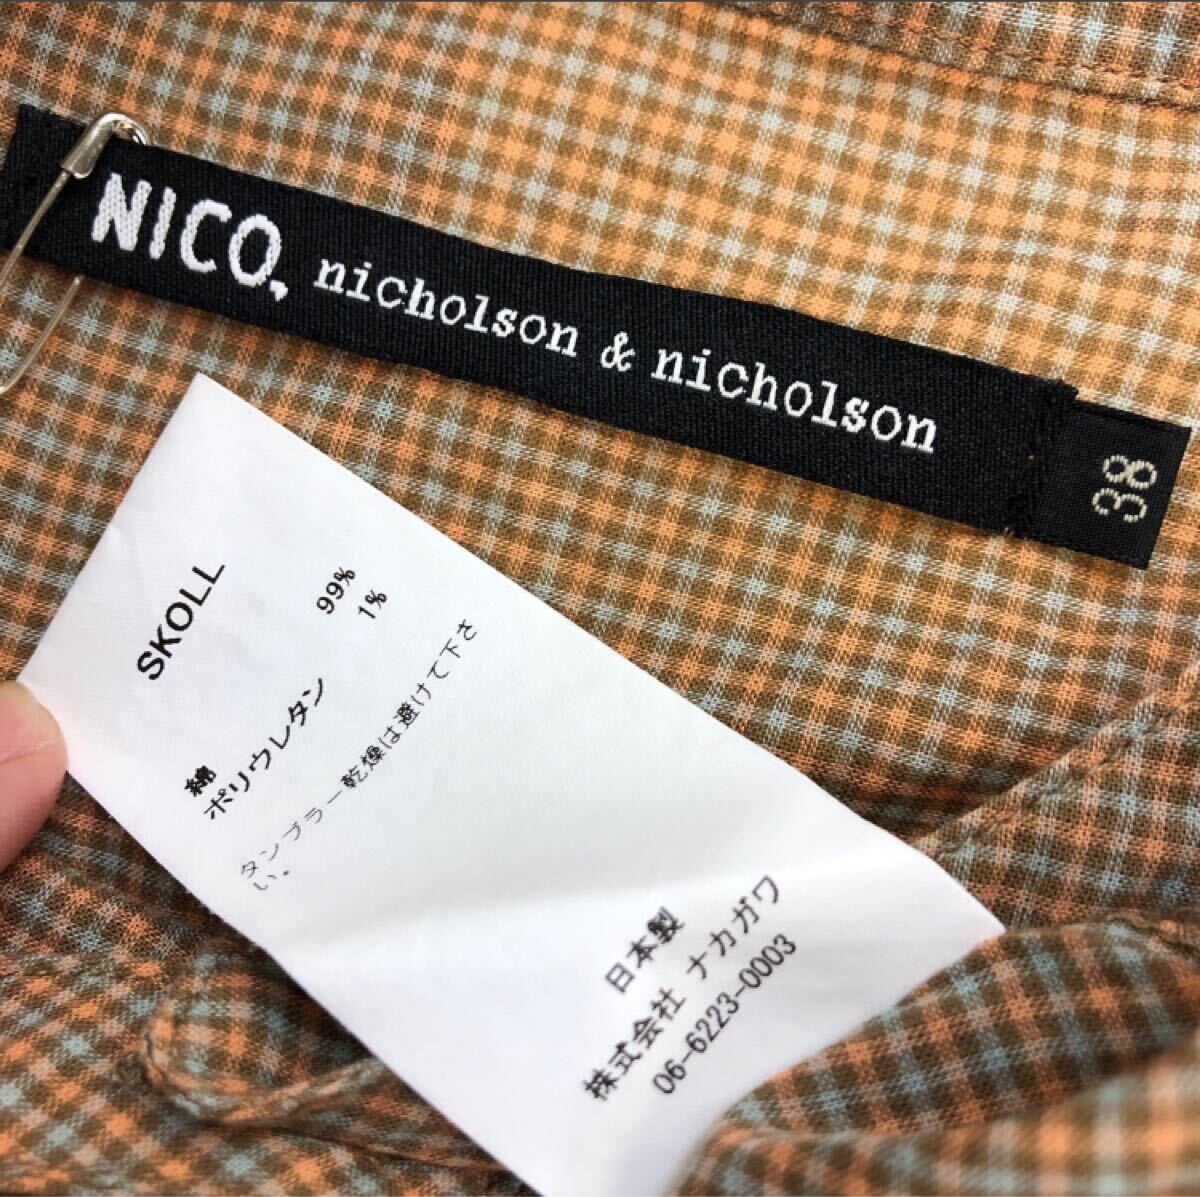 NICO. nicholson & nicholson
38
SKOLL
綿 99%
ポリウレタン 1%
タンブラー乾燥は避けて下さ
い。
日本製
株式会社 ナカガワ
06-6223-0003